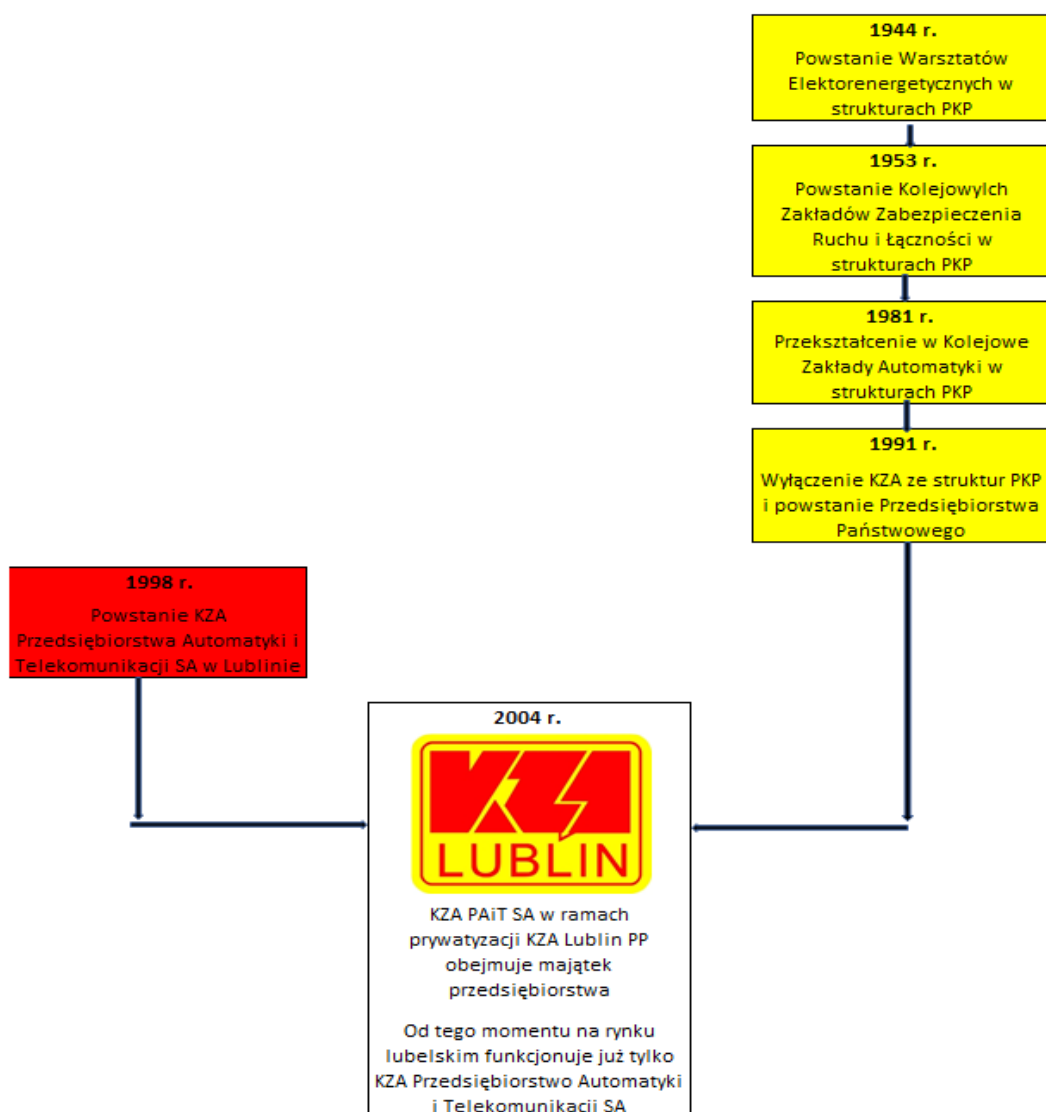 1944 r.
Powstanie Warsztatów
Elektorenergetycznych w
strukturach PKP
1953 r.
Powstanie Kolejowylch
Zakładów Zabezpieczenia
Ruchu i Łączności w
strukturach PKP
1981 r.
Przekształcenie w Kolejowe
Zakłady Automatyki w
strukturach PKP
1991 r.
Wyłączenie KZA ze struktur PKP
i powstanie Przedsiębiorstwa
Państwowego
1998 r.
Powstanie KZA
Przedsiębiorstwa Automatyki i
Telekomunikacji SA w Lublinie
2004 r.
LUBLIN
KZA PAiT SA w ramach
prywatyzacji KZA Lublin PP
obejmuje majątek
przedsiębiorstwa
Od tego momentu na rynku
lubelskim funkcjonuje już tylko
KZA Przedsiębiorstwo Automatyki
i Telekomunikacji SA